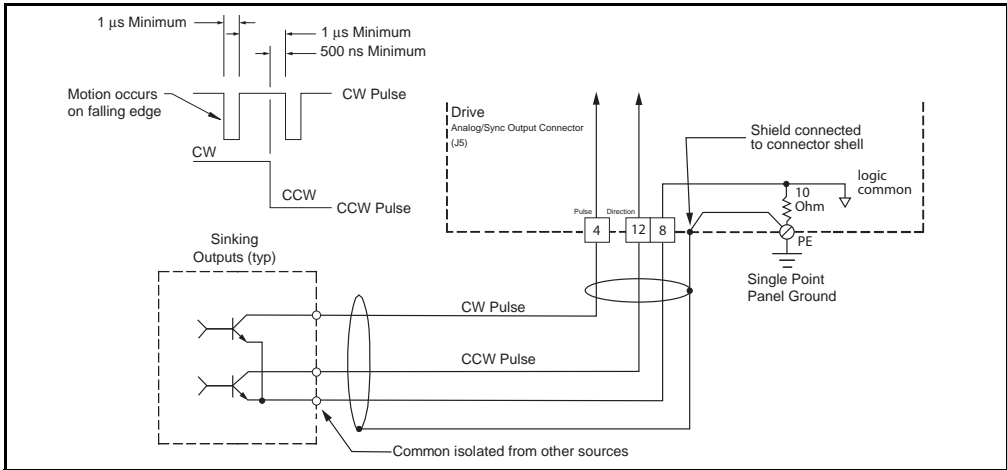 1 μs Minimum
1 μs Minimum
500 ns Minimum
Motion occurs
on falling edge
CW Pulse
CW
CCW
CCW Pulse
Drive
Analog/Sync Output Connector
(J5)
Shield connected
to connector shell
logic
common
10
Ohm
Pulse
Direction
4
12
8
PE
Single Point
Panel Ground
Sinking
Outputs (typ)
CW Pulse
CCW Pulse
Common isolated from other sources